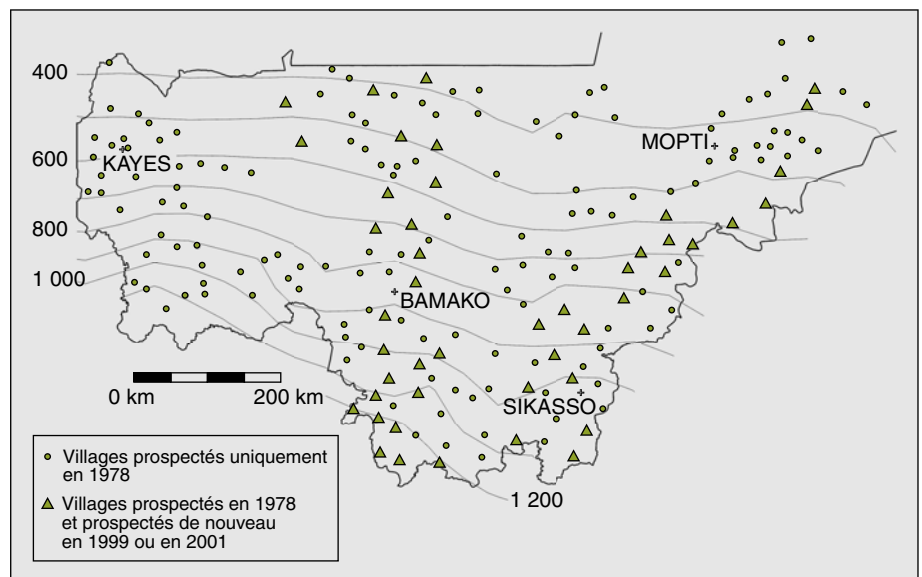 400
MOPTI
600
KAYES
800
1 000
BAMAKO
0 km
200 km
SIKASSO
Villages prospectés uniquement
en 1978
1 200
Villages prospectés en 1978
et prospectés de nouveau
en 1999 ou en 2001